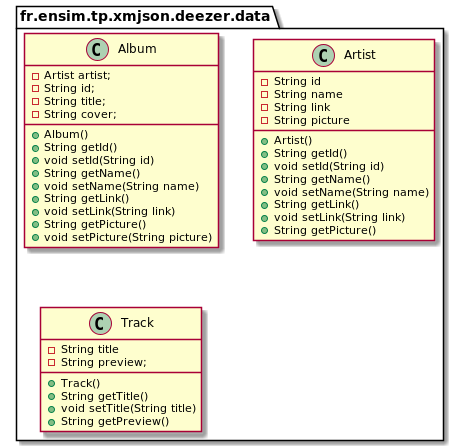 fr.ensim.tp.xmjson.deezer.data
C Album
Artist artist;
String id;
String title;
String cover;
Album()
String getId()
void setId(String id)
String getName()
void setName(String name)
String getLink()
void setLink(String link)
String getPicture()
void setPicture(String picture)
C Artist
String id
String name
String link
String picture
Artist()
String getId()
void setId(String id)
String getName()
void setName(String name)
String getLink()
void setLink(String link)
String getPicture()
C Track
String title
String preview;
Track()
String getTitle()
void setTitle(String title)
String getPreview()